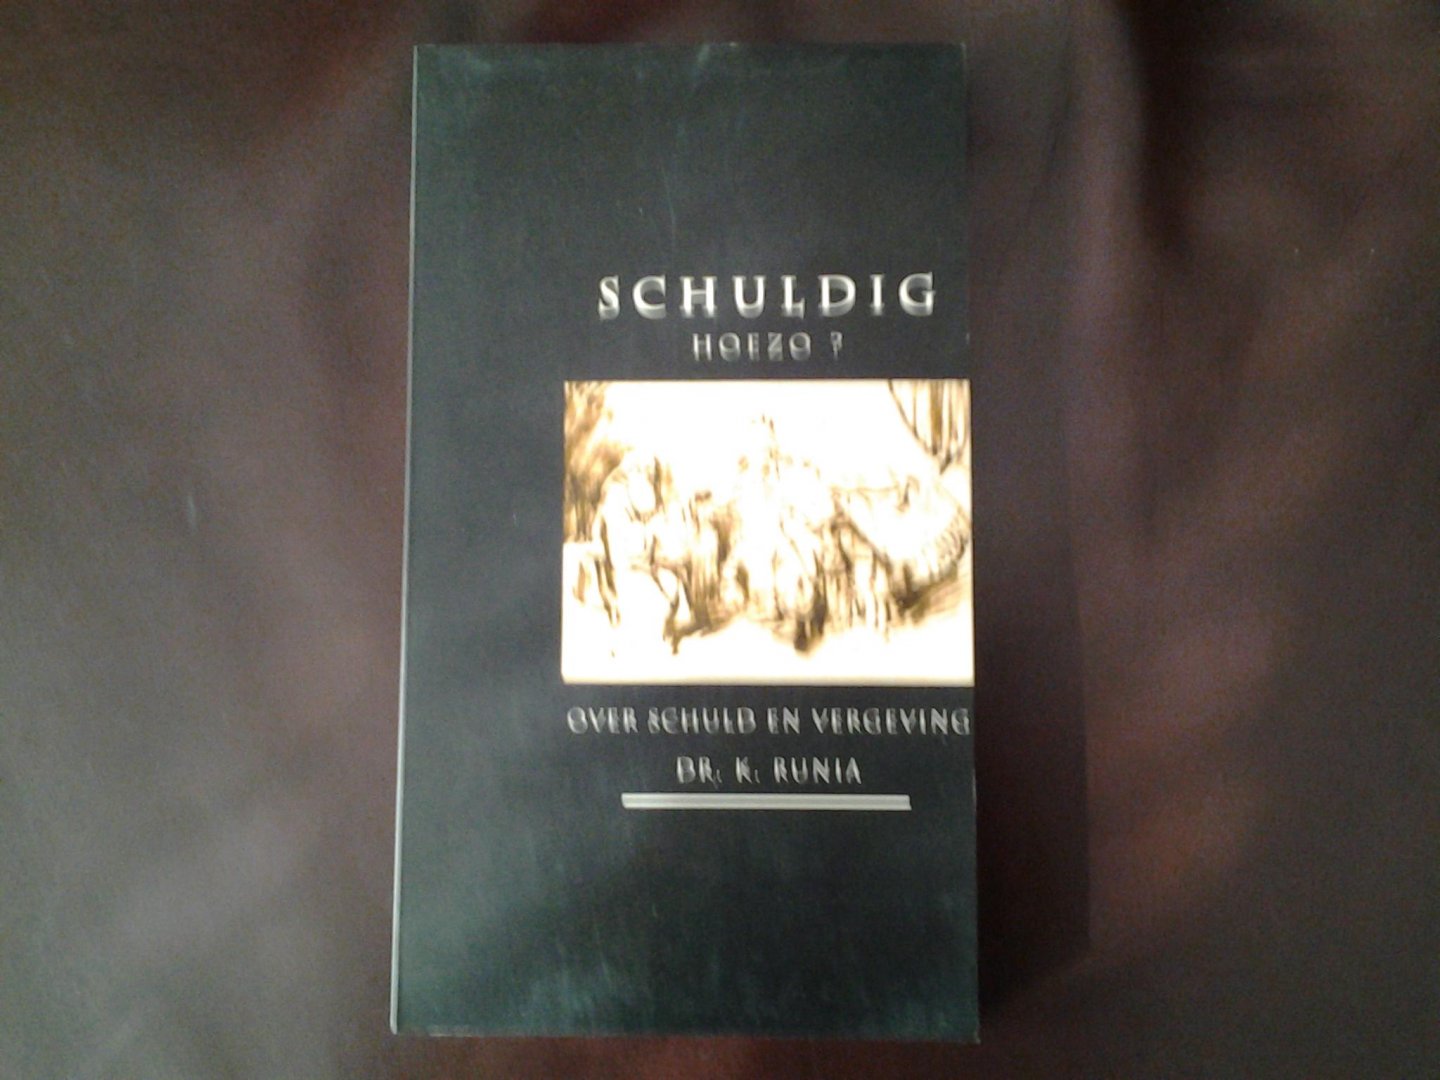 SCHULDIG
HOEZO ?
OVER SCHULD EN VERGEVING
DR. K. RUNIA